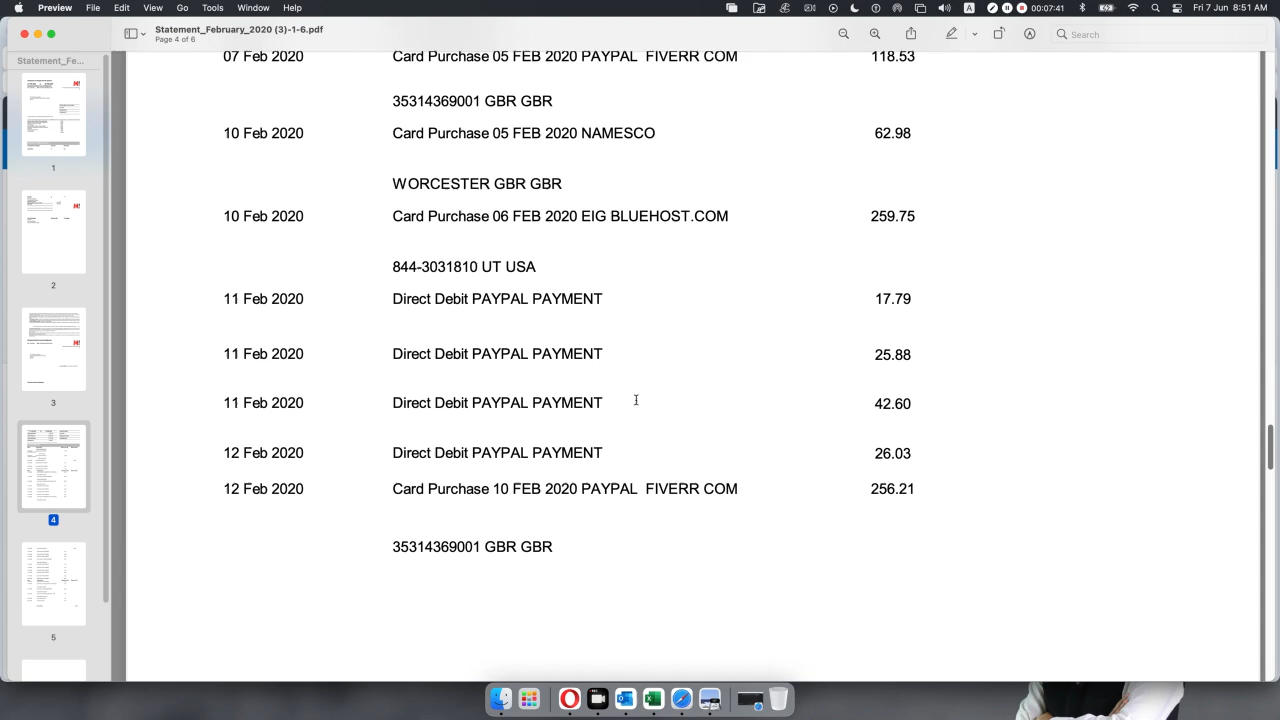 Preview File Edit View Go Tools Window Help 00:07:41 A Fri 7 Jun 8:51 AM
Statement_February_2020 (3)-1-6.pdf
Page 4 of 6
Search
Statement_Fe...
1
2
3
4
5
07 Feb 2020 Card Purchase 05 FEB 2020 PAYPAL FIVERR COM 118.53
35314369001 GBR GBR
10 Feb 2020 Card Purchase 05 FEB 2020 NAMESCO 62.98
WORCESTER GBR GBR
10 Feb 2020 Card Purchase 06 FEB 2020 EIG BLUEHOST.COM 259.75
844-3031810 UT USA
11 Feb 2020 Direct Debit PAYPAL PAYMENT 17.79
11 Feb 2020 Direct Debit PAYPAL PAYMENT 25.88
11 Feb 2020 Direct Debit PAYPAL PAYMENT 42.60
12 Feb 2020 Direct Debit PAYPAL PAYMENT 26.03
12 Feb 2020 Card Purchase 10 FEB 2020 PAYPAL FIVERR COM 256.21
35314369001 GBR GBR